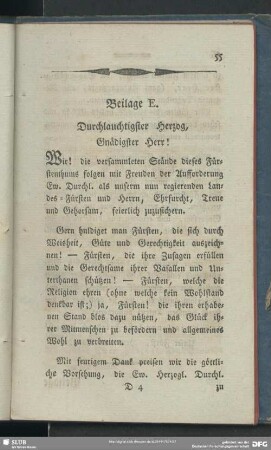 55
Beilage E.
Durchlauchtigster Herzog,
Gnädigster Herr!
Wir! die versammleten Stände dieses Für-
stenthums folgen mit Freuden der Aufforderung
Ew. Durchl. als unserm nun regierenden Lan-
des-Fürsten und Herrn, Ehrfurcht, Treue
und Gehorsam, feierlich zuzusichern.
Gern huldiget man Fürsten, die sich durch
Weisheit, Güte und Gerechtigkeit auszeich-
nen! — Fürsten, die ihre Zusagen erfüllen
und die Gerechtsame ihrer Vasallen und Un-
terthanen schützen! — Fürsten, welche die
Religion ehren (ohne welche kein Wohlstand
denkbar ist;) ja, Fürsten! die ihren erhabe-
nen Stand blos dazu nützen, das Glück ih-
rer Mitmenschen zu befördern und allgemeines
Wohl zu verbreiten.
Mit feurigem Dank preisen wir die göttli-
che Vorsehung, die Ew. Herzogl. Durchl.
D 4 zu
SLUB